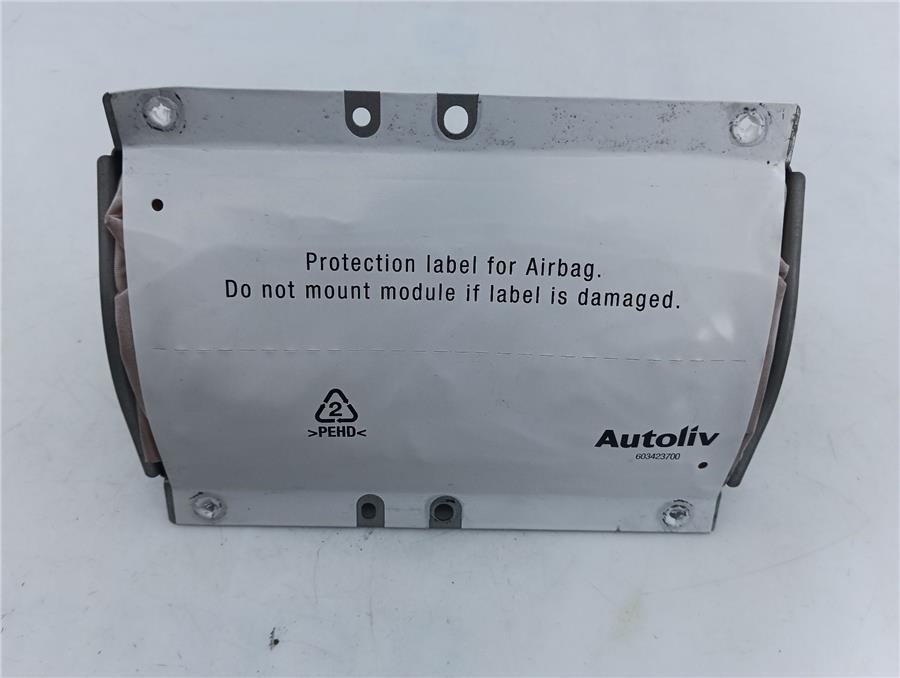 Protection label for Airbag.
Do not mount module if label is damaged.
2
>PEHD<
Autoliv
603423700